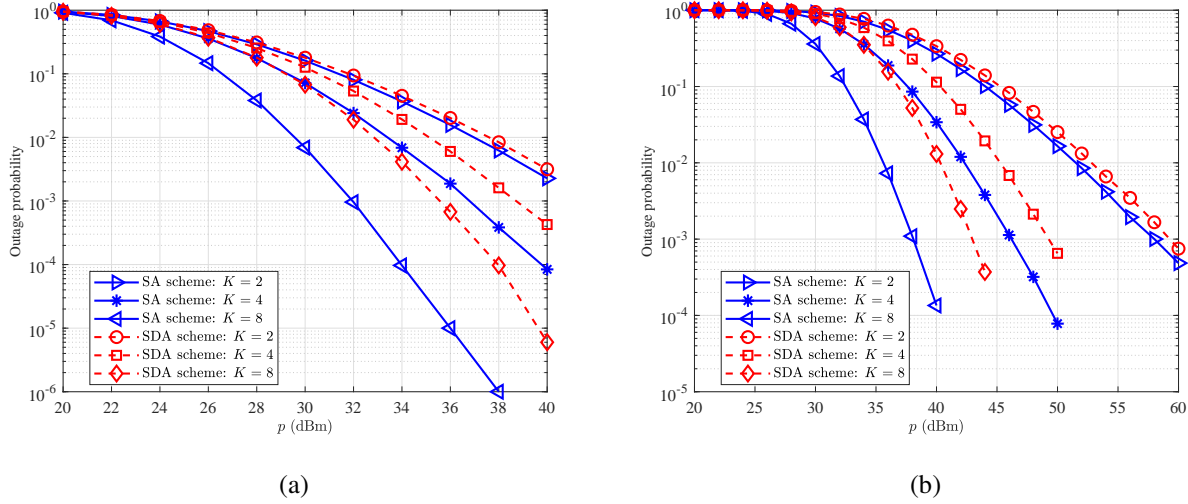 10^0
10^-1
10^-2
10^-3
10^-4
10^-5
10^-6
Outage probability
SA scheme: K = 2
SA scheme: K = 4
SA scheme: K = 8
SDA scheme: K = 2
SDA scheme: K = 4
SDA scheme: K = 8
20 22 24 26 28 30 32 34 36 38 40
p (dBm)
(a)
10^0
10^-1
10^-2
10^-3
10^-4
10^-5
Outage probability
SA scheme: K = 2
SA scheme: K = 4
SA scheme: K = 8
SDA scheme: K = 2
SDA scheme: K = 4
SDA scheme: K = 8
20 25 30 35 40 45 50 55 60
p (dBm)
(b)